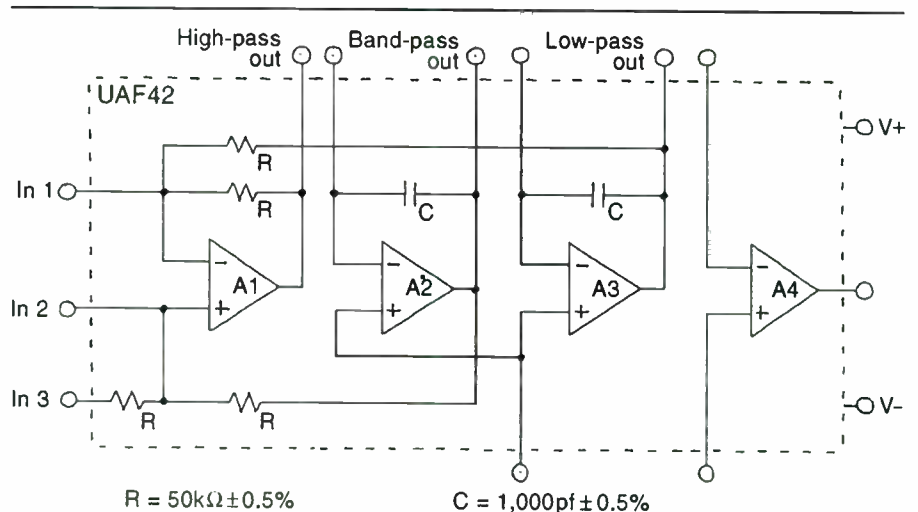 High-pass out
Band-pass out
Low-pass out
UAF42
V+
R
In 1
R
C
C
A1
A2
A3
A4
In 2
In 3
R
R
V-
R = 50kΩ±0.5%
C = 1,000pf±0.5%